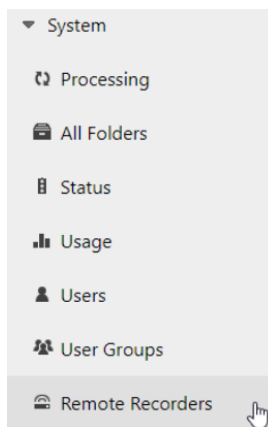 System
Processing
All Folders
Status
Usage
Users
User Groups
Remote Recorders